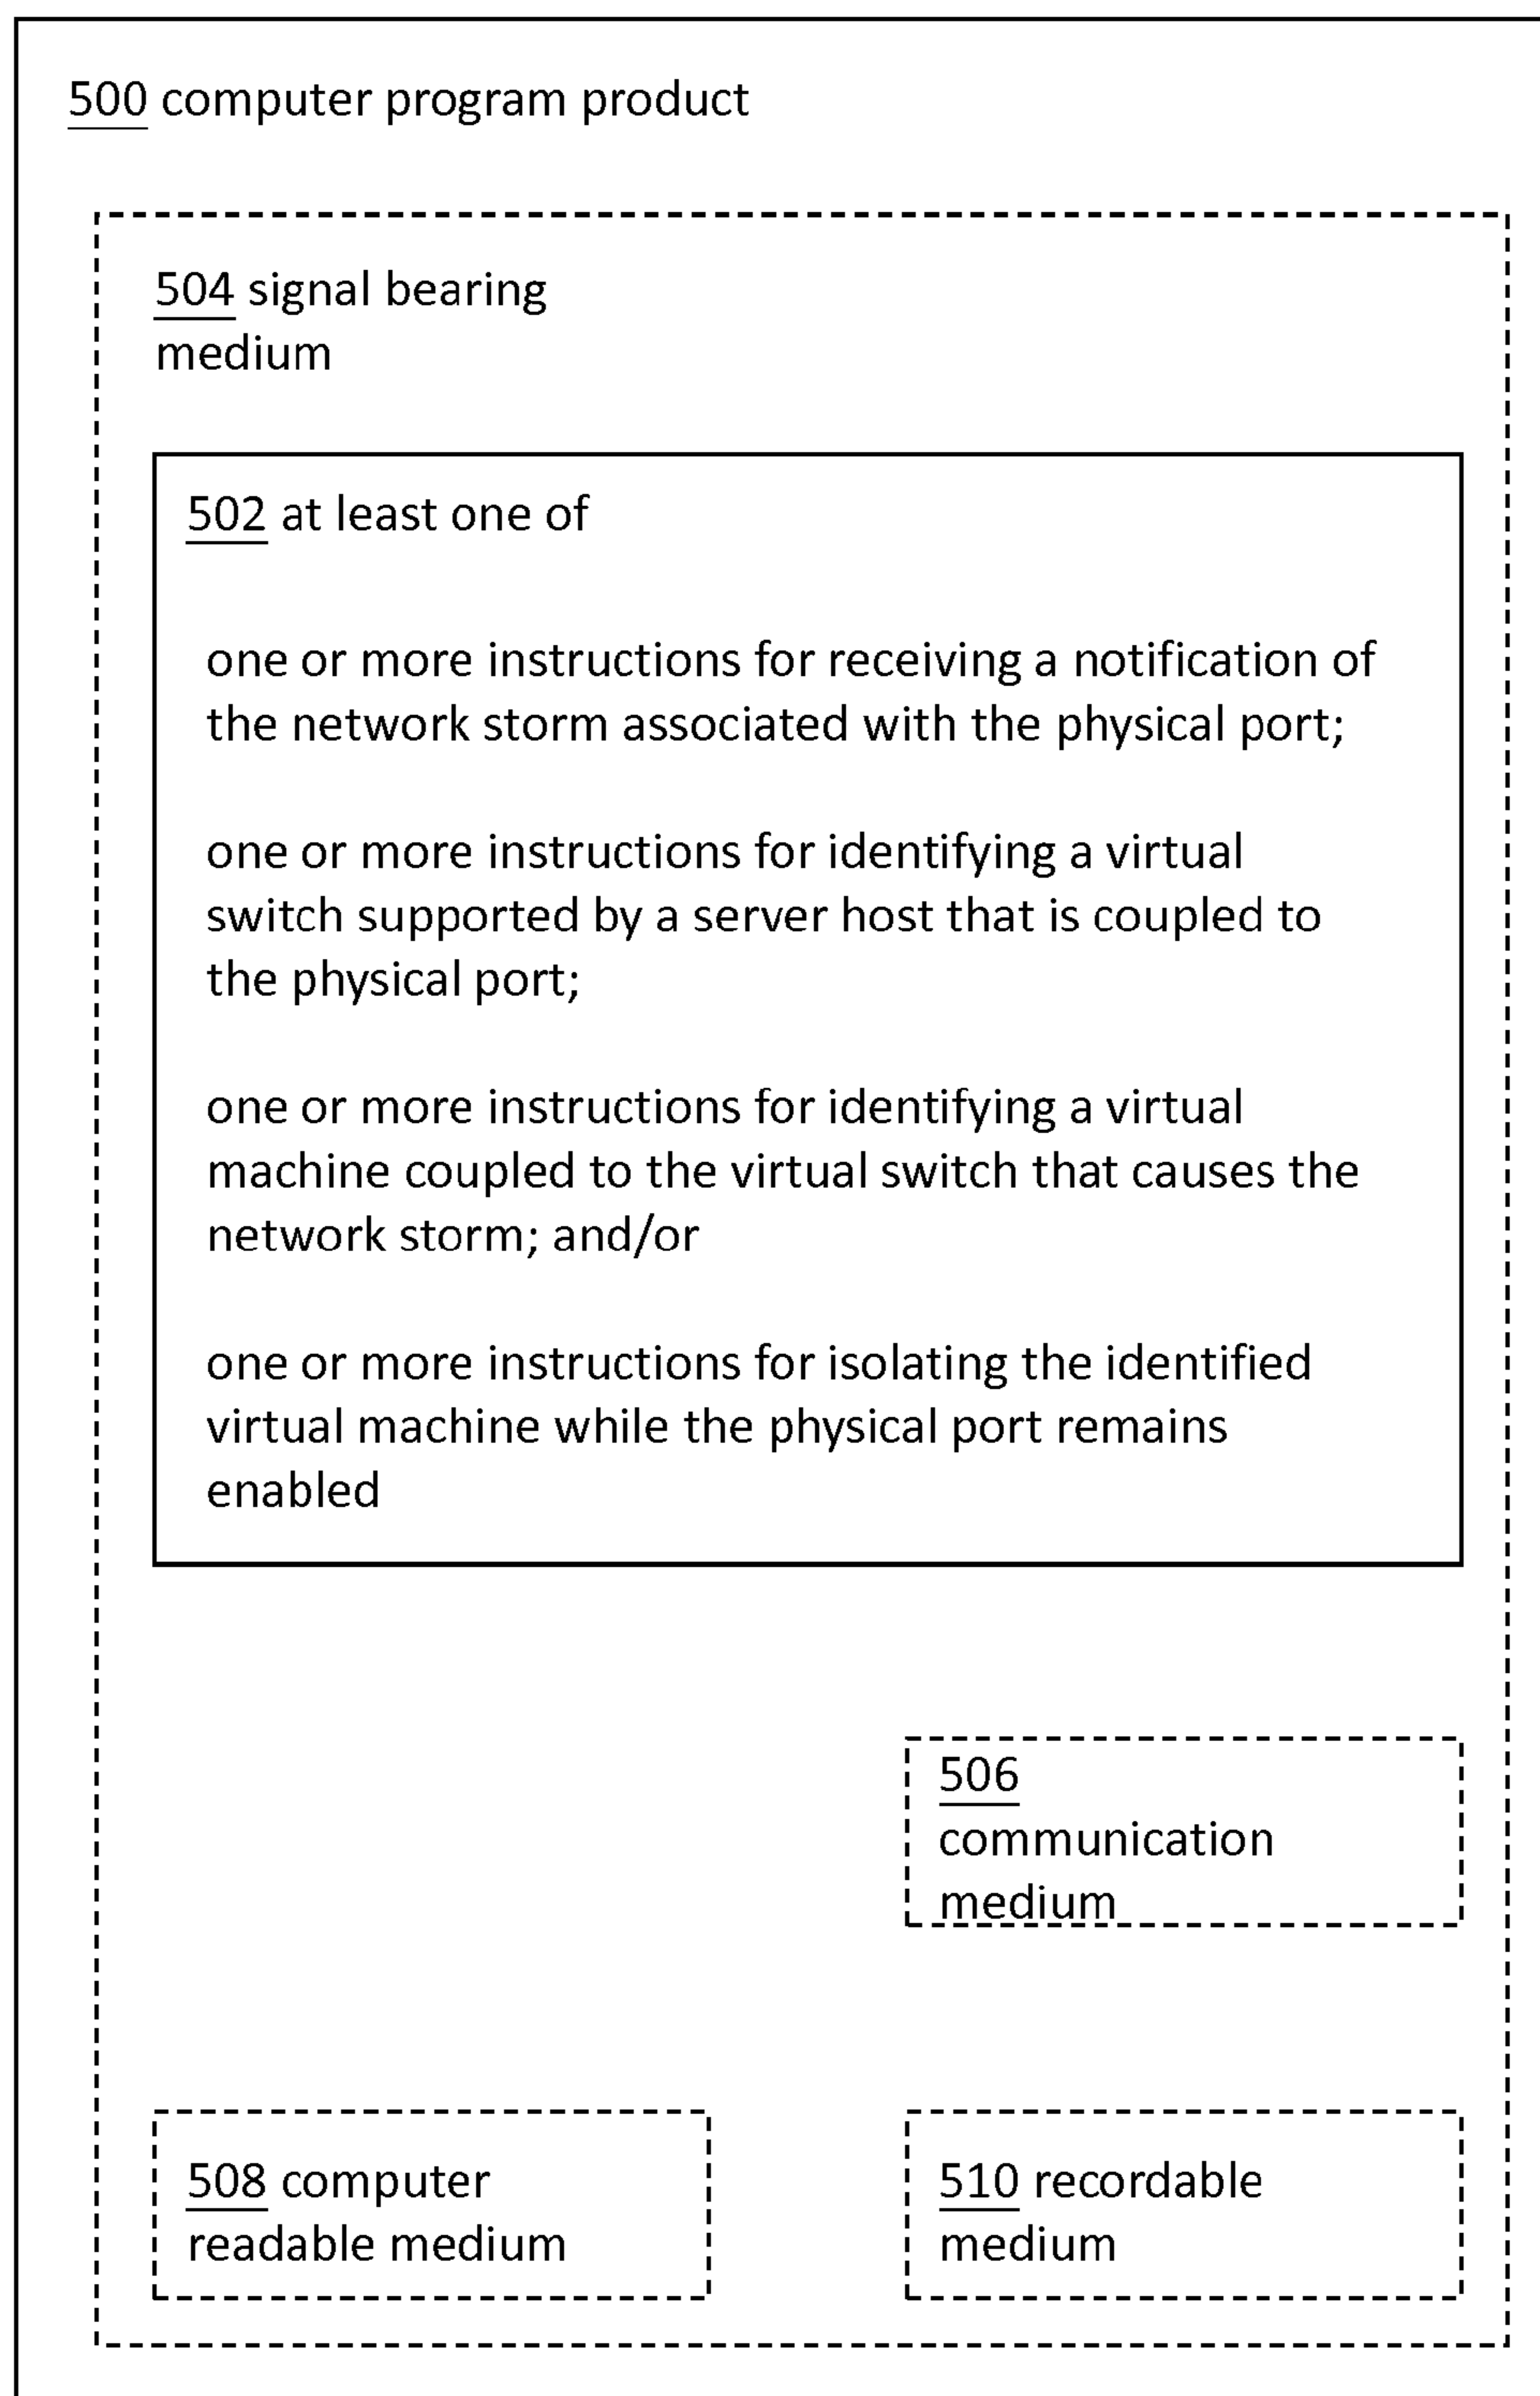 500 computer program product
504 signal bearing
medium
502 at least one of
one or more instructions for receiving a notification of
the network storm associated with the physical port;
one or more instructions for identifying a virtual
switch supported by a server host that is coupled to
the physical port;
one or more instructions for identifying a virtual
machine coupled to the virtual switch that causes the
network storm; and/or
one or more instructions for isolating the identified
virtual machine while the physical port remains
enabled
506
communication
medium
508 computer
readable medium
510 recordable
medium